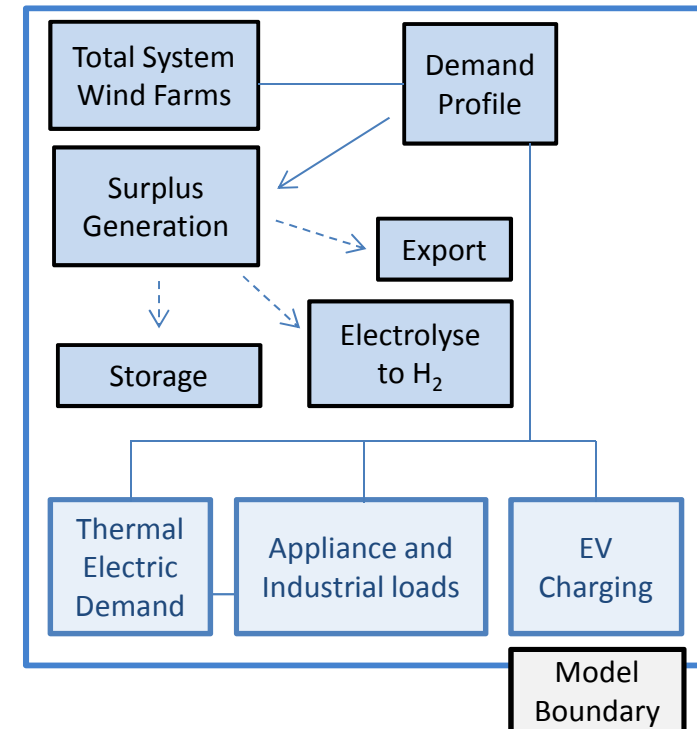 Total System
Wind Farms
Demand
Profile
Surplus
Generation
Export
Electrolyse
to H₂
Storage
Thermal
Electric
Demand
Appliance and
Industrial loads
EV
Charging
Model
Boundary